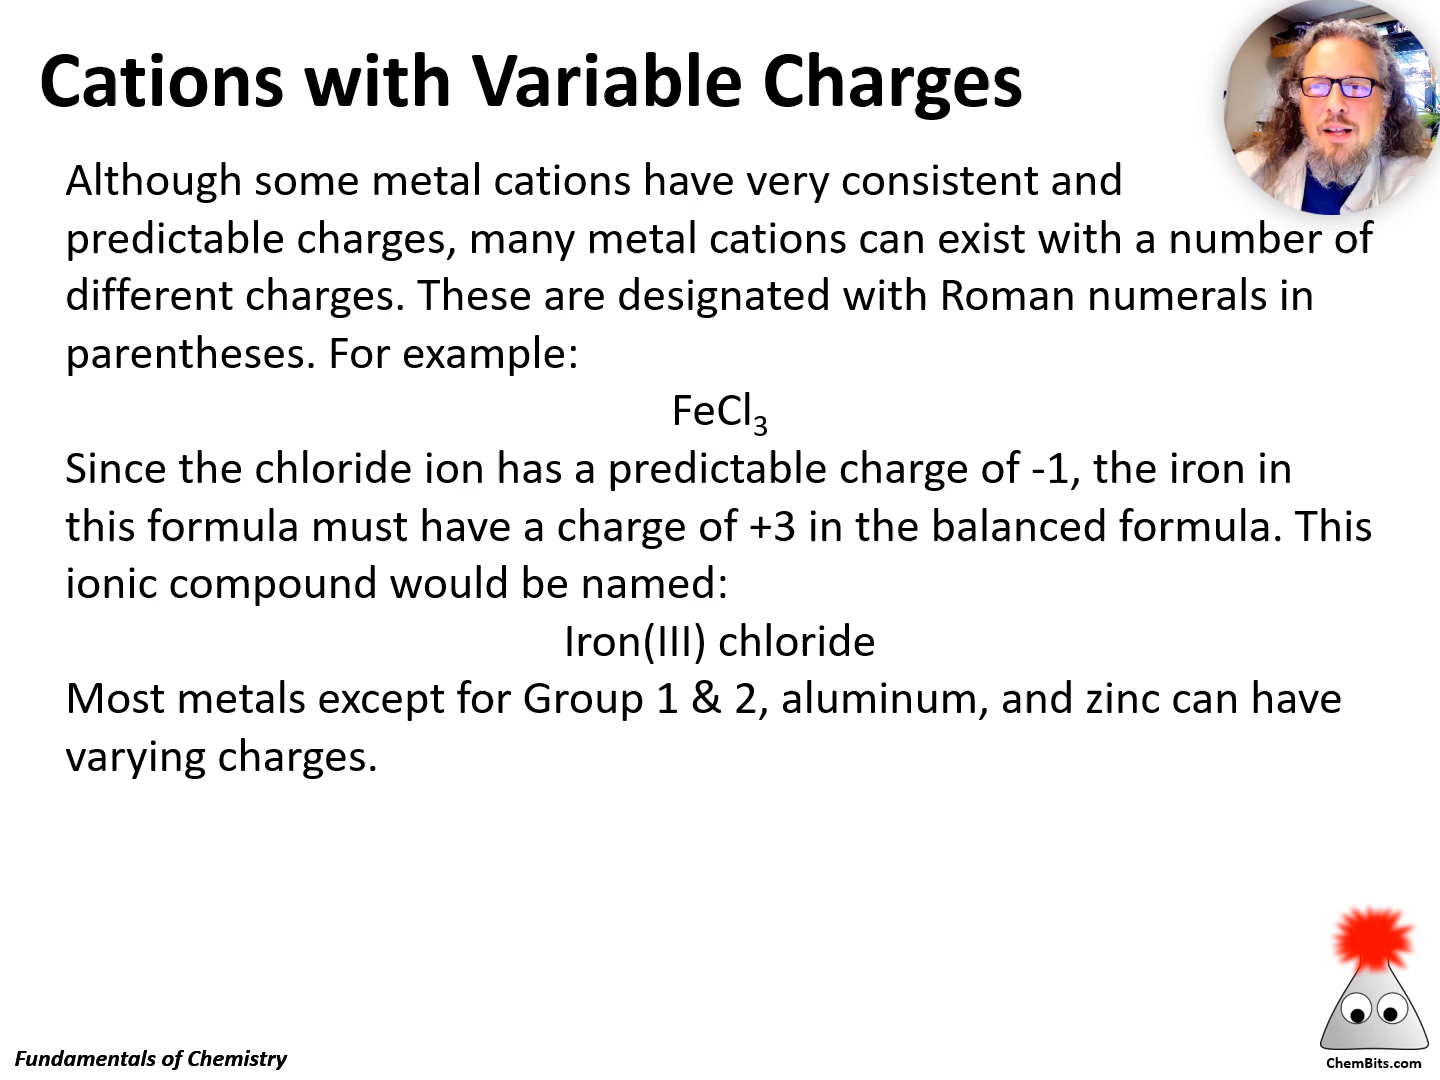 Cations with Variable Charges
Although some metal cations have very consistent and
predictable charges, many metal cations can exist with a number of
different charges. These are designated with Roman numerals in
parentheses. For example:
FeCl₃
Since the chloride ion has a predictable charge of -1, the iron in
this formula must have a charge of +3 in the balanced formula. This
ionic compound would be named:
Iron(III) chloride
Most metals except for Group 1 & 2, aluminum, and zinc can have
varying charges.
Fundamentals of Chemistry
ChemBits.com